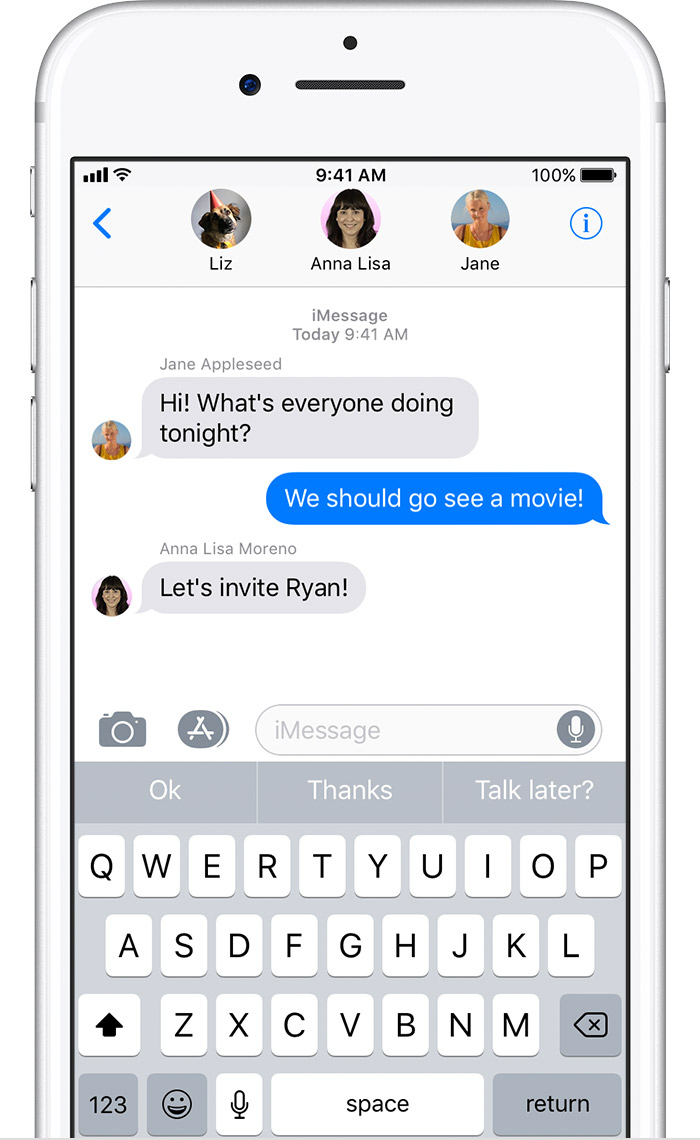 9:41 AM 100%
Liz Anna Lisa Jane
iMessage
Today 9:41 AM
Jane Appleseed
Hi! What's everyone doing
tonight?
We should go see a movie!
Anna Lisa Moreno
Let's invite Ryan!
iMessage
Ok Thanks Talk later?
Q W E R T Y U I O P
A S D F G H J K L
Z X C V B N M
123 space return